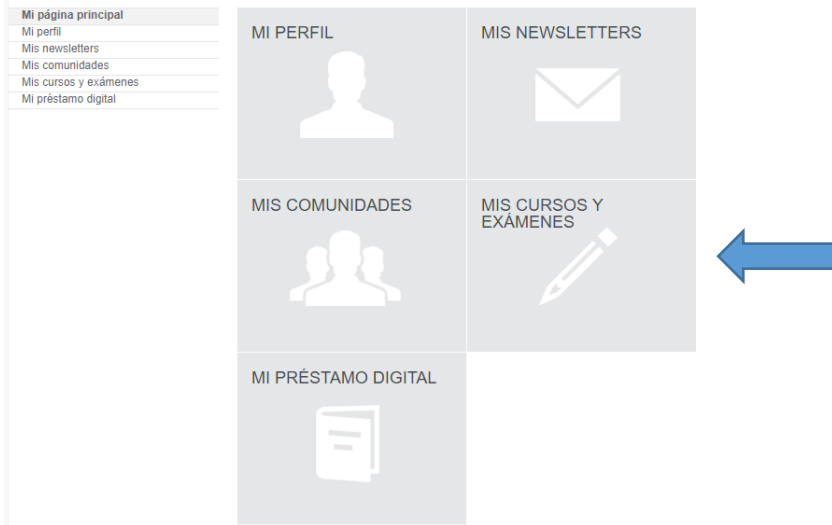 Mi página principal
Mi perfil
Mis newsletters
Mis comunidades
Mis cursos y exámenes
Mi préstamo digital
MI PERFIL
MIS NEWSLETTERS
MIS COMUNIDADES
MIS CURSOS Y
EXÁMENES
MI PRÉSTAMO DIGITAL